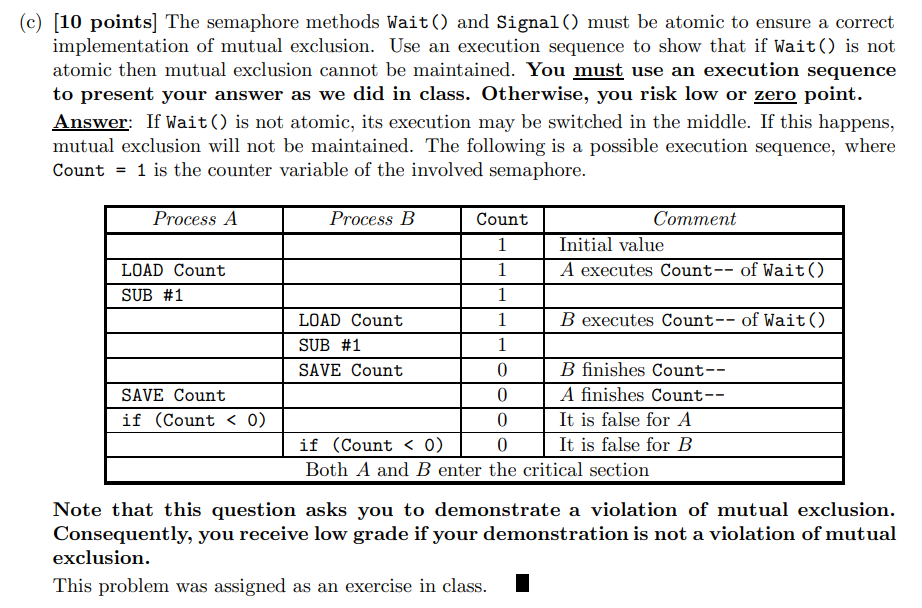 (c) [10 points] The semaphore methods Wait() and Signal() must be atomic to ensure a correct
implementation of mutual exclusion. Use an execution sequence to show that if Wait() is not
atomic then mutual exclusion cannot be maintained. You must use an execution sequence
to present your answer as we did in class. Otherwise, you risk low or zero point.
Answer: If Wait() is not atomic, its execution may be switched in the middle. If this happens,
mutual exclusion will not be maintained. The following is a possible execution sequence, where
Count = 1 is the counter variable of the involved semaphore.
Process A Process B Count Comment
1 Initial value
LOAD Count 1 A executes Count-- of Wait()
SUB #1 1
LOAD Count 1 B executes Count-- of Wait()
SUB #1 1
SAVE Count 0 B finishes Count--
SAVE Count 0 A finishes Count--
if (Count < 0) 0 It is false for A
if (Count < 0) 0 It is false for B
Both A and B enter the critical section
Note that this question asks you to demonstrate a violation of mutual exclusion.
Consequently, you receive low grade if your demonstration is not a violation of mutual
exclusion.
This problem was assigned as an exercise in class.